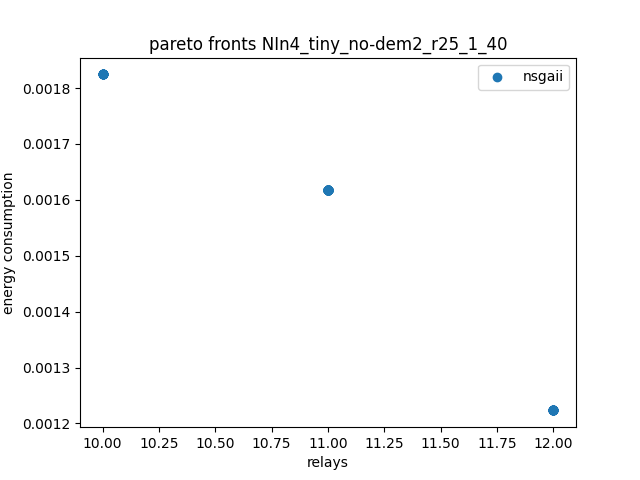 pareto fronts NIn4_tiny_no-dem2_r25_1_40
nsgaii
energy consumption
0.0018
0.0017
0.0016
0.0015
0.0014
0.0013
0.0012
10.00 10.25 10.50 10.75 11.00 11.25 11.50 11.75 12.00
relays